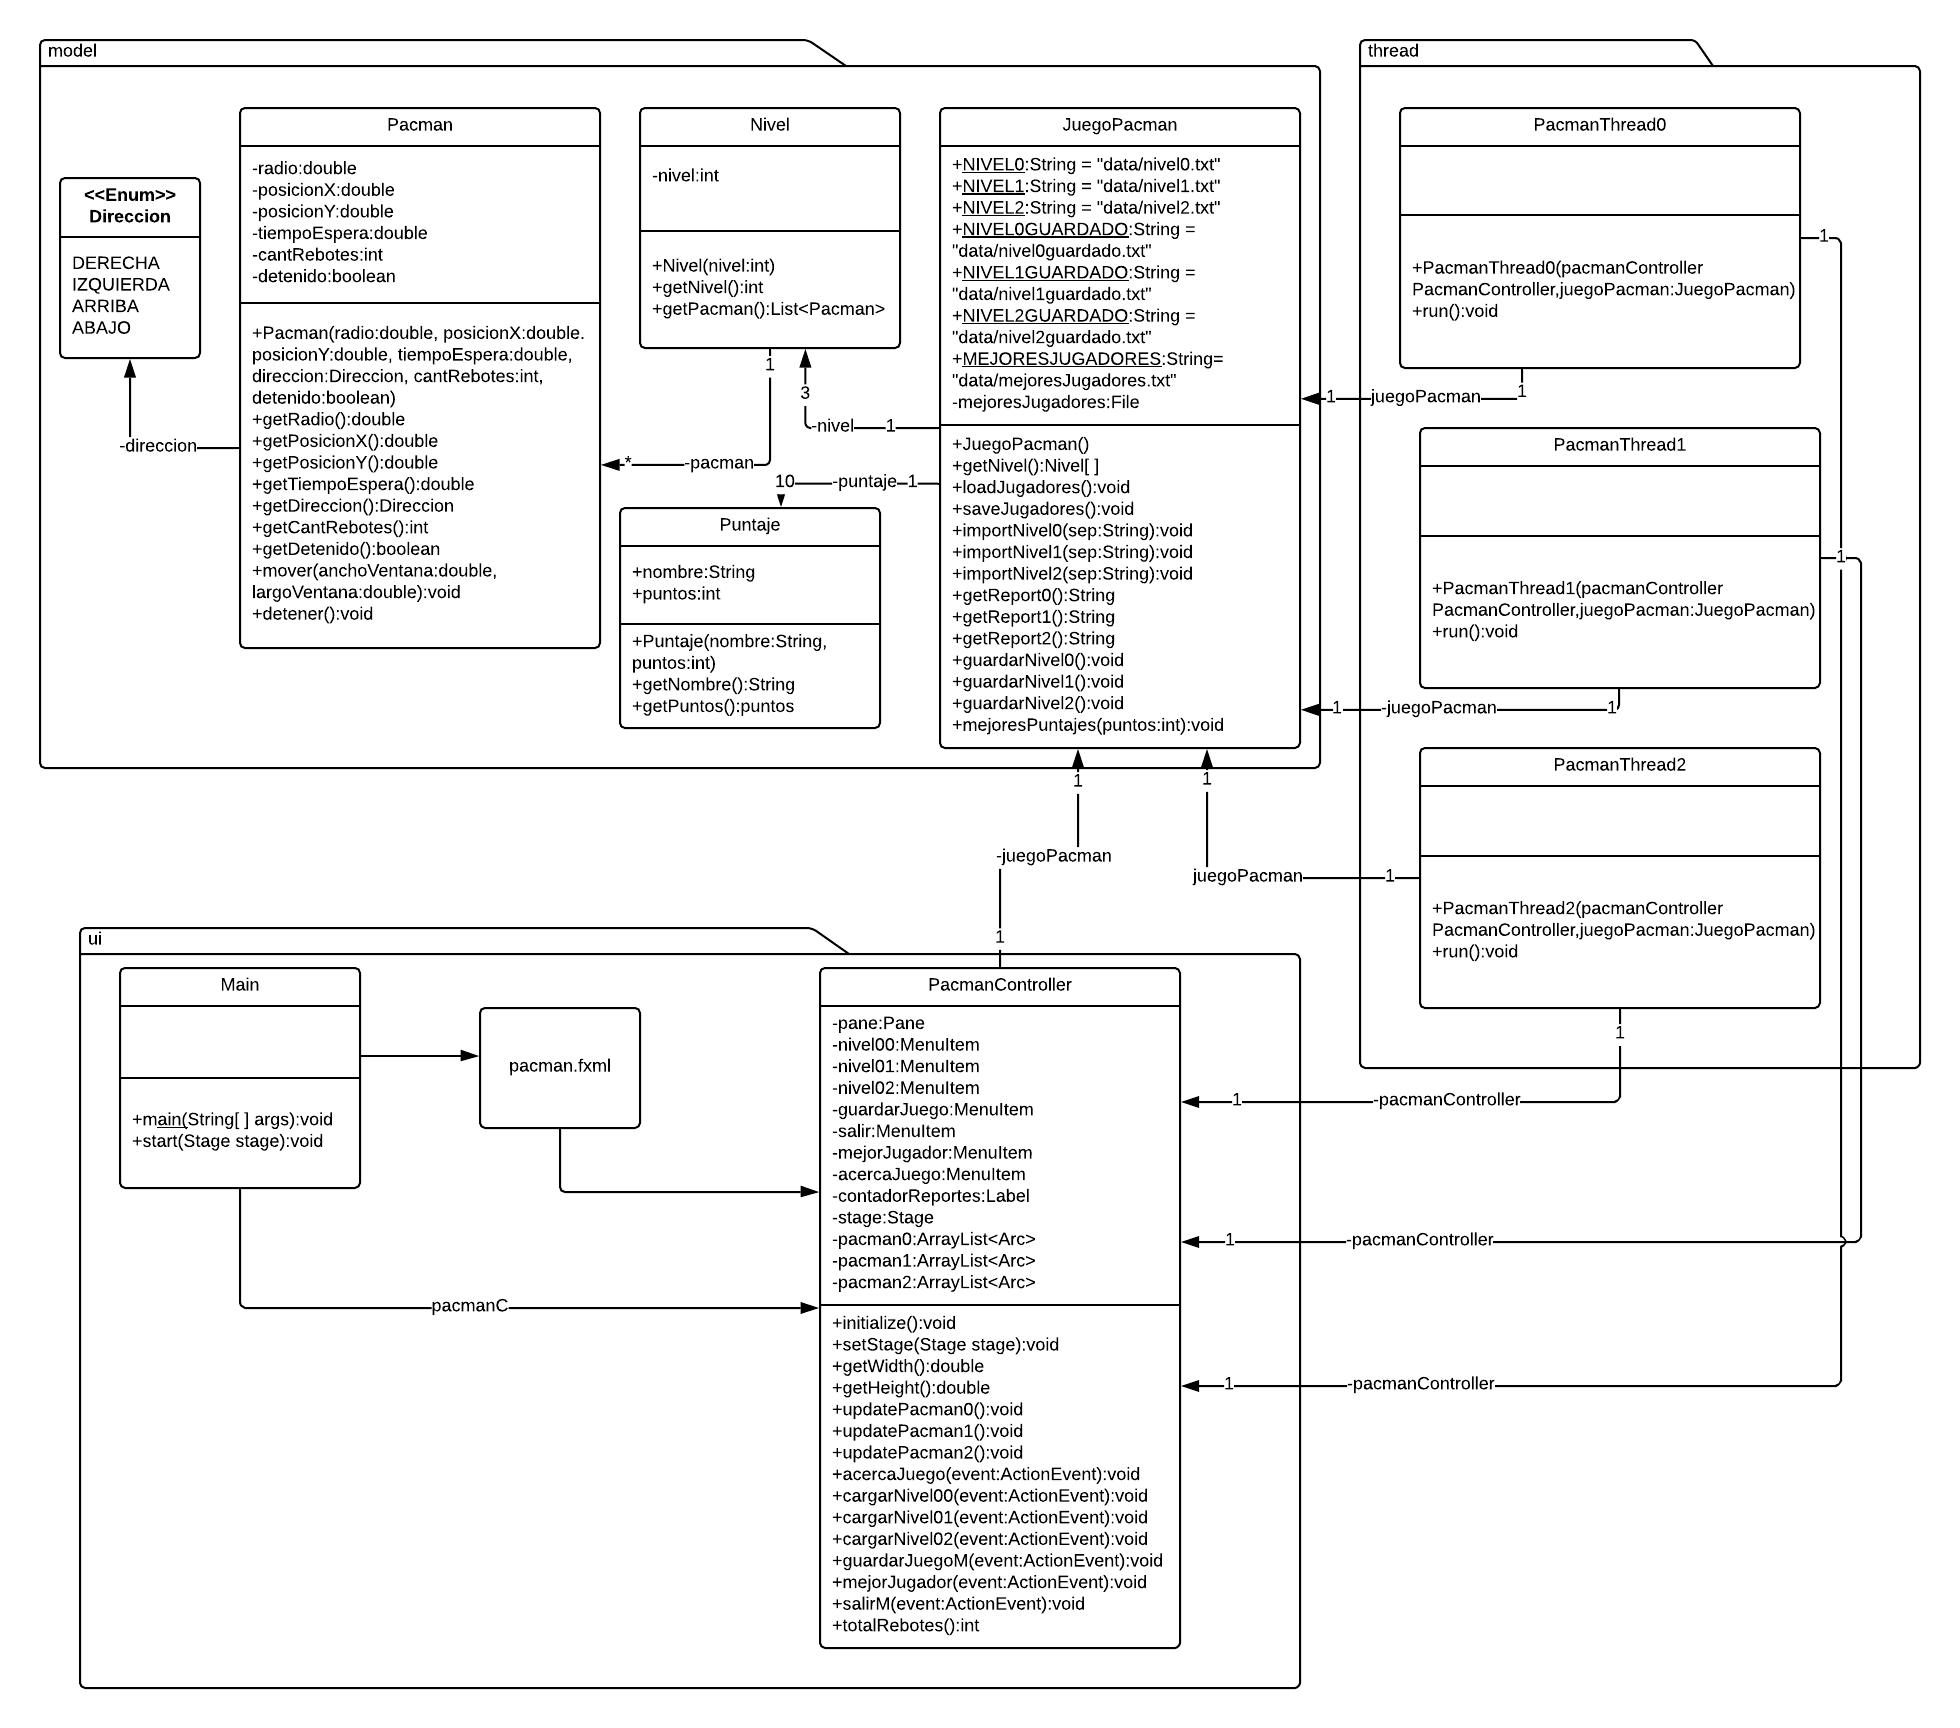 model
<<Enum>>
Direccion
DERECHA
IZQUIERDA
ARRIBA
ABAJO
-direccion
Pacman
-radio:double
-posicionX:double
-posicionY:double
-tiempoEspera:double
-cantRebotes:int
-detenido:boolean
+Pacman(radio:double, posicionX:double.
posicionY:double, tiempoEspera:double,
direccion:Direccion, cantRebotes:int,
detenido:boolean)
+getRadio():double
+getPosicionX():double
+getPosicionY():double
+getTiempoEspera():double
+getDireccion():Direccion
+getCantRebotes():int
+getDetenido():boolean
+mover(anchoVentana:double,
largoVentana:double):void
+detener():void
Nivel
-nivel:int
+Nivel(nivel:int)
+getNivel():int
+getPacman():List<Pacman>
1
3
-nivel
1
*
-pacman
10
-puntaje
1
Puntaje
+nombre:String
+puntos:int
+Puntaje(nombre:String,
puntos:int)
+getNombre():String
+getPuntos():puntos
JuegoPacman
+NIVEL0:String = "data/nivel0.txt"
+NIVEL1:String = "data/nivel1.txt"
+NIVEL2:String = "data/nivel2.txt"
+NIVEL0GUARDADO:String =
"data/nivel0guardado.txt"
+NIVEL1GUARDADO:String =
"data/nivel1guardado.txt"
+NIVEL2GUARDADO:String =
"data/nivel2guardado.txt"
+MEJORESJUGADORES:String=
"data/mejoresJugadores.txt"
-mejoresJugadores:File
+JuegoPacman()
+getNivel():Nivel[ ]
+loadJugadores():void
+saveJugadores():void
+importNivel0(sep:String):void
+importNivel1(sep:String):void
+importNivel2(sep:String):void
+getReport0():String
+getReport1():String
+getReport2():String
+guardarNivel0():void
+guardarNivel1():void
+guardarNivel2():void
+mejoresPuntajes(puntos:int):void
thread
PacmanThread0
+PacmanThread0(pacmanController
PacmanController,juegoPacman:JuegoPacman)
+run():void
1
1
juegoPacman
1
PacmanThread1
+PacmanThread1(pacmanController
PacmanController,juegoPacman:JuegoPacman)
+run():void
1
1
-juegoPacman
1
PacmanThread2
+PacmanThread2(pacmanController
PacmanController,juegoPacman:JuegoPacman)
+run():void
1
1
-juegoPacman
1
juegoPacman
1
1
1
-pacmanController
1
-pacmanController
1
-pacmanController
ui
Main
+main(String[ ] args):void
+start(Stage stage):void
pacman.fxml
pacmanC
PacmanController
-pane:Pane
-nivel00:MenuItem
-nivel01:MenuItem
-nivel02:MenuItem
-guardarJuego:MenuItem
-salir:MenuItem
-mejorJugador:MenuItem
-acercaJuego:MenuItem
-contadorReportes:Label
-stage:Stage
-pacman0:ArrayList<Arc>
-pacman1:ArrayList<Arc>
-pacman2:ArrayList<Arc>
+initialize():void
+setStage(Stage stage):void
+getWidth():double
+getHeight():double
+updatePacman0():void
+updatePacman1():void
+updatePacman2():void
+acercaJuego(event:ActionEvent):void
+cargarNivel00(event:ActionEvent):void
+cargarNivel01(event:ActionEvent):void
+cargarNivel02(event:ActionEvent):void
+guardarJuegoM(event:ActionEvent):void
+mejorJugador(event:ActionEvent):void
+salirM(event:ActionEvent):void
+totalRebotes():int